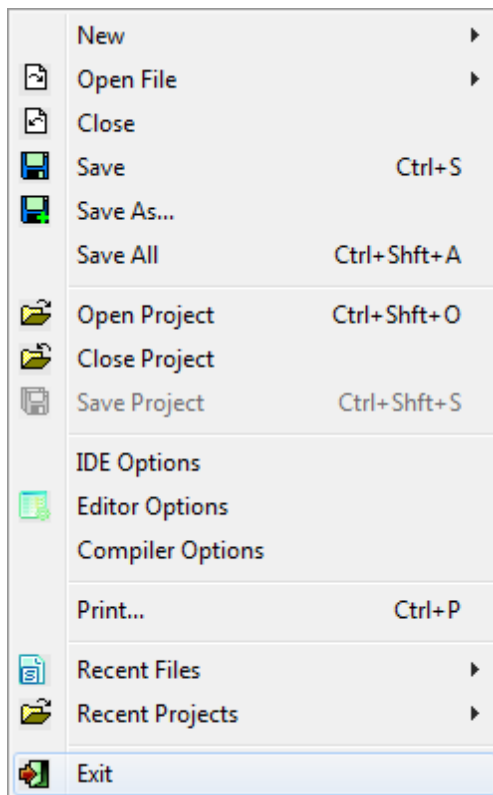 New
Open File
Close
Save Ctrl+S
Save As...
Save All Ctrl+Shft+A
Open Project Ctrl+Shft+O
Close Project
Save Project Ctrl+Shft+S
IDE Options
Editor Options
Compiler Options
Print... Ctrl+P
Recent Files
Recent Projects
Exit